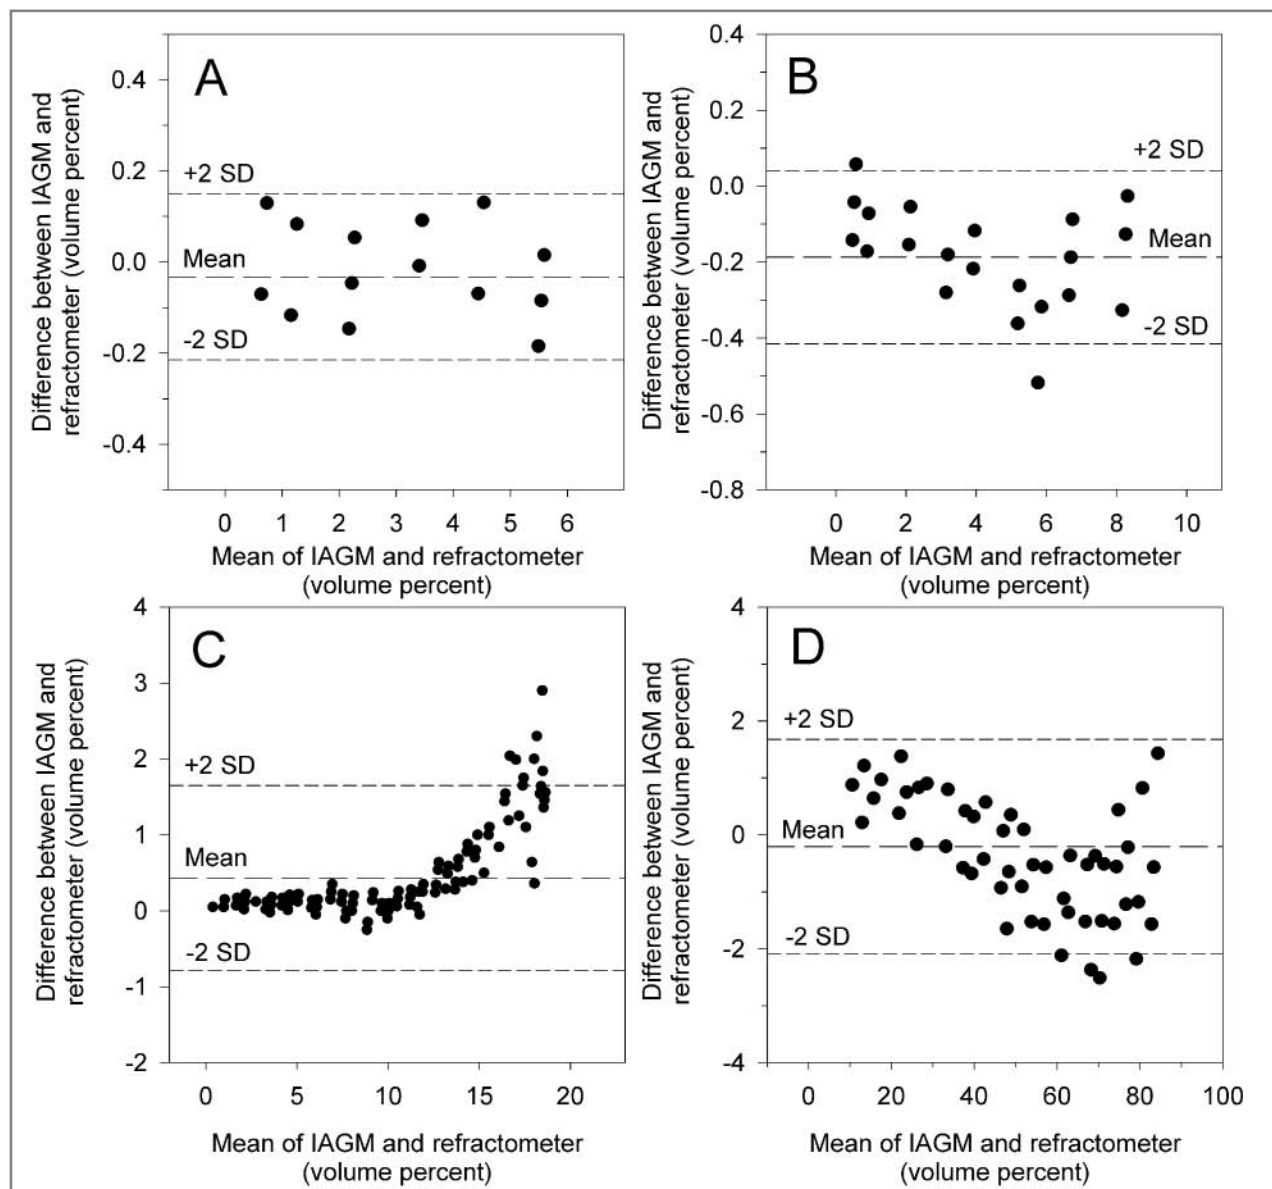 A
Difference between IAGM and
refractometer (volume percent)
0.4
0.2
0.0
-0.2
-0.4
+2 SD
Mean
-2 SD
0 1 2 3 4 5 6
Mean of IAGM and refractometer
(volume percent)
B
Difference between IAGM and
refractometer (volume percent)
0.4
0.2
0.0
-0.2
-0.4
-0.6
-0.8
+2 SD
Mean
-2 SD
0 2 4 6 8 10
Mean of IAGM and refractometer
(volume percent)
C
Difference between IAGM and
refractometer (volume percent)
4
3
2
1
0
-1
-2
+2 SD
Mean
-2 SD
0 5 10 15 20
Mean of IAGM and refractometer
(volume percent)
D
Difference between IAGM and
refractometer (volume percent)
4
2
0
-2
-4
+2 SD
Mean
-2 SD
0 20 40 60 80 100
Mean of IAGM and refractometer
(volume percent)